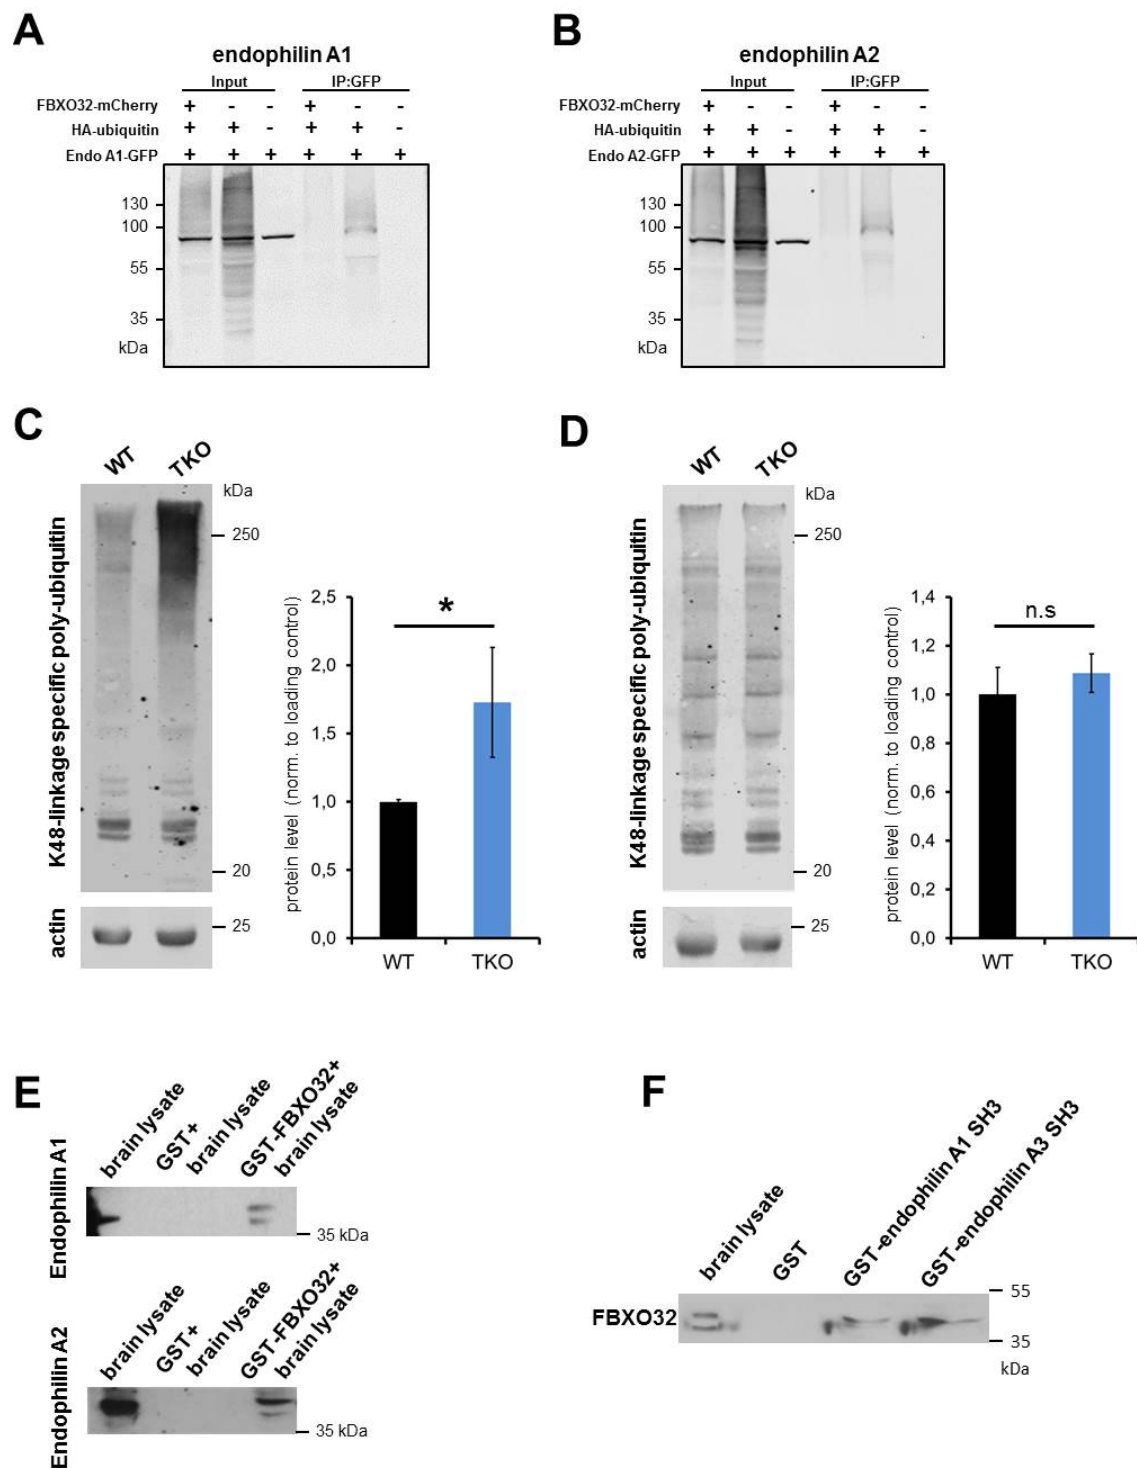 A
endophilin A1
Input IP:GFP
FBXO32-mCherry + - - + - -
HA-ubiquitin + + - + + -
Endo A1-GFP + + + + + +
130
100
55
35
kDa
B
endophilin A2
Input IP:GFP
FBXO32-mCherry + - - + - -
HA-ubiquitin + + - + + -
Endo A2-GFP + + + + + +
130
100
55
35
kDa
C
WT TKO
kDa
250
K48-linkage specific poly-ubiquitin
20
actin
25
protein level (norm. to loading control)
2,5
2,0
1,5
1,0
0,5
0,0
*
WT TKO
D
WT TKO
kDa
250
K48-linkage specific poly-ubiquitin
20
actin
25
protein level (norm. to loading control)
1,4
1,2
1,0
0,8
0,6
0,4
0,2
0,0
n.s
WT TKO
E
Endophilin A1
brain lysate
GST+
brain lysate
GST-FBXO32+
brain lysate
35 kDa
Endophilin A2
brain lysate
GST+
brain lysate
GST-FBXO32+
brain lysate
35 kDa
F
brain lysate
GST
GST-endophilin A1 SH3
GST-endophilin A3 SH3
FBXO32
55
35
kDa